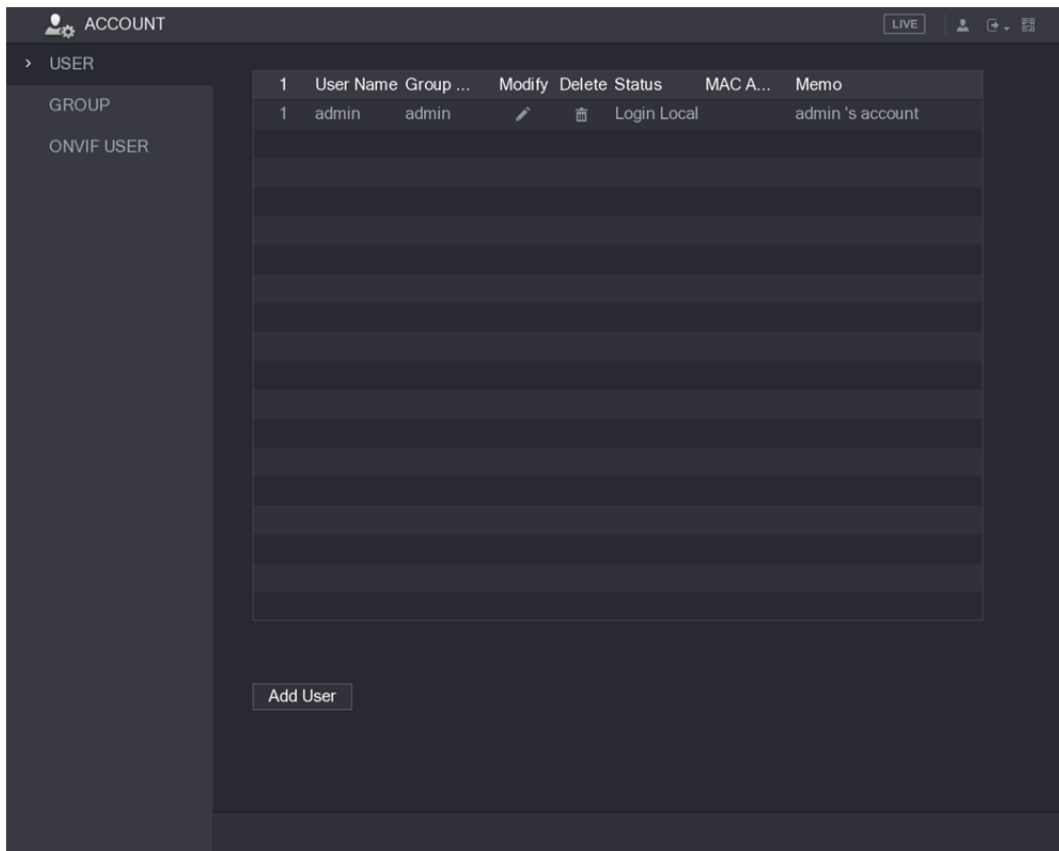 ACCOUNT LIVE
USER
GROUP
ONVIF USER
1 User Name Group ... Modify Delete Status MAC A... Memo
1 admin admin Login Local admin 's account
Add User